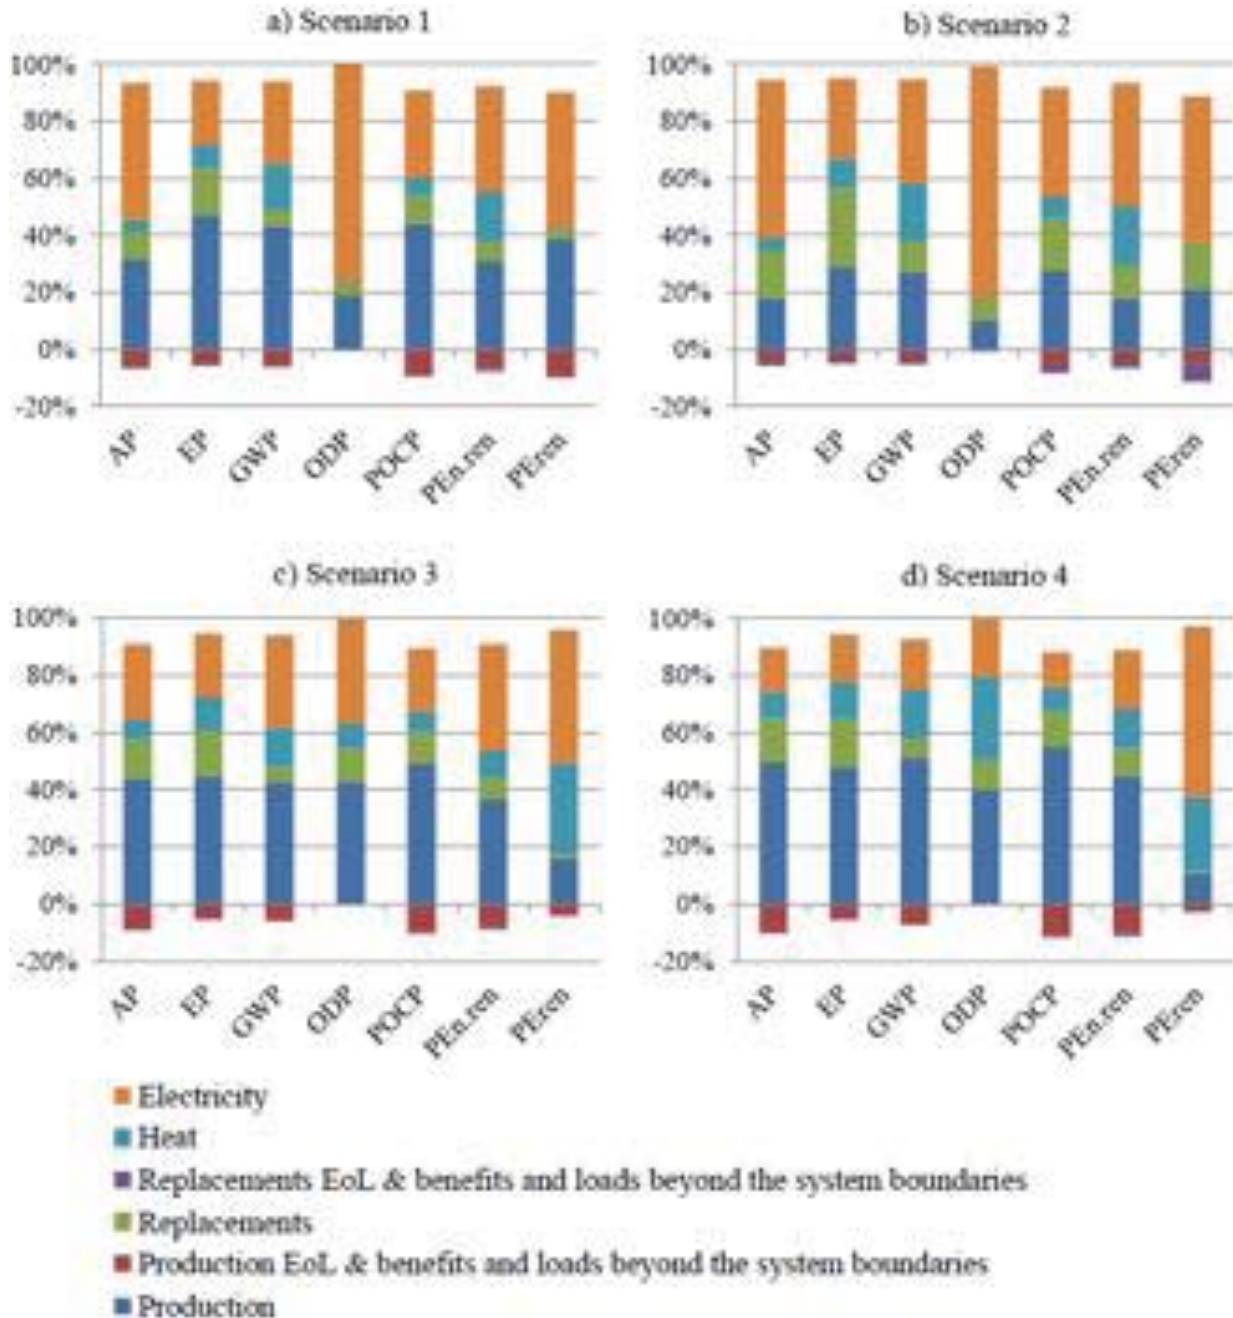 a) Scenario 1
100%
80%
60%
40%
20%
0%
-20%
AP
EP
GWP
ODP
POCP
PEn.ren
PEren
b) Scenario 2
100%
80%
60%
40%
20%
0%
-20%
AP
EP
GWP
ODP
POCP
PEn.ren
PEren
c) Scenario 3
100%
80%
60%
40%
20%
0%
-20%
AP
EP
GWP
ODP
POCP
PEn.ren
PEren
d) Scenario 4
100%
80%
60%
40%
20%
0%
-20%
AP
EP
GWP
ODP
POCP
PEn.ren
PEren
Electricity
Heat
Replacements EoL & benefits and loads beyond the system boundaries
Replacements
Production EoL & benefits and loads beyond the system boundaries
Production